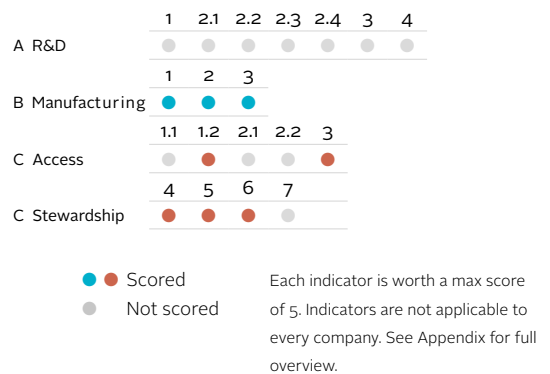 1 2.1 2.2 2.3 2.4 3 4
A R&D
1 2 3
B Manufacturing
1.1 1.2 2.1 2.2 3
C Access
4 5 6 7
C Stewardship
Scored
Not scored
Each indicator is worth a max score
of 5. Indicators are not applicable to
every company. See Appendix for full
overview.